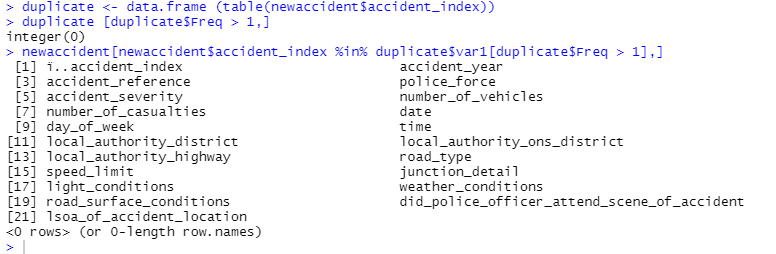 > duplicate <- data.frame (table(newaccident$accident_index))
> duplicate [duplicate$Freq > 1,]
integer(0)
> newaccident[newaccident$accident_index %in% duplicate$var1[duplicate$Freq > 1],]
 [1] ï..accident_index                           accident_year
 [3] accident_reference                          police_force
 [5] accident_severity                           number_of_vehicles
 [7] number_of_casualties                        date
 [9] day_of_week                                 time
[11] local_authority_district                    local_authority_ons_district
[13] local_authority_highway                     road_type
[15] speed_limit                                 junction_detail
[17] light_conditions                            weather_conditions
[19] road_surface_conditions                     did_police_officer_attend_scene_of_accident
[21] lsoa_of_accident_location
<0 rows> (or 0-length row.names)
>